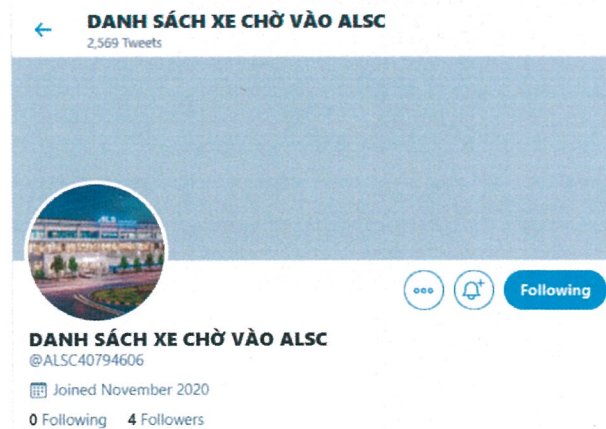 DANH SÁCH XE CHỜ VÀO ALSC
2,569 Tweets
ALS
Following
DANH SÁCH XE CHỜ VÀO ALSC
@ALSC40794606
Joined November 2020
0 Following 4 Followers